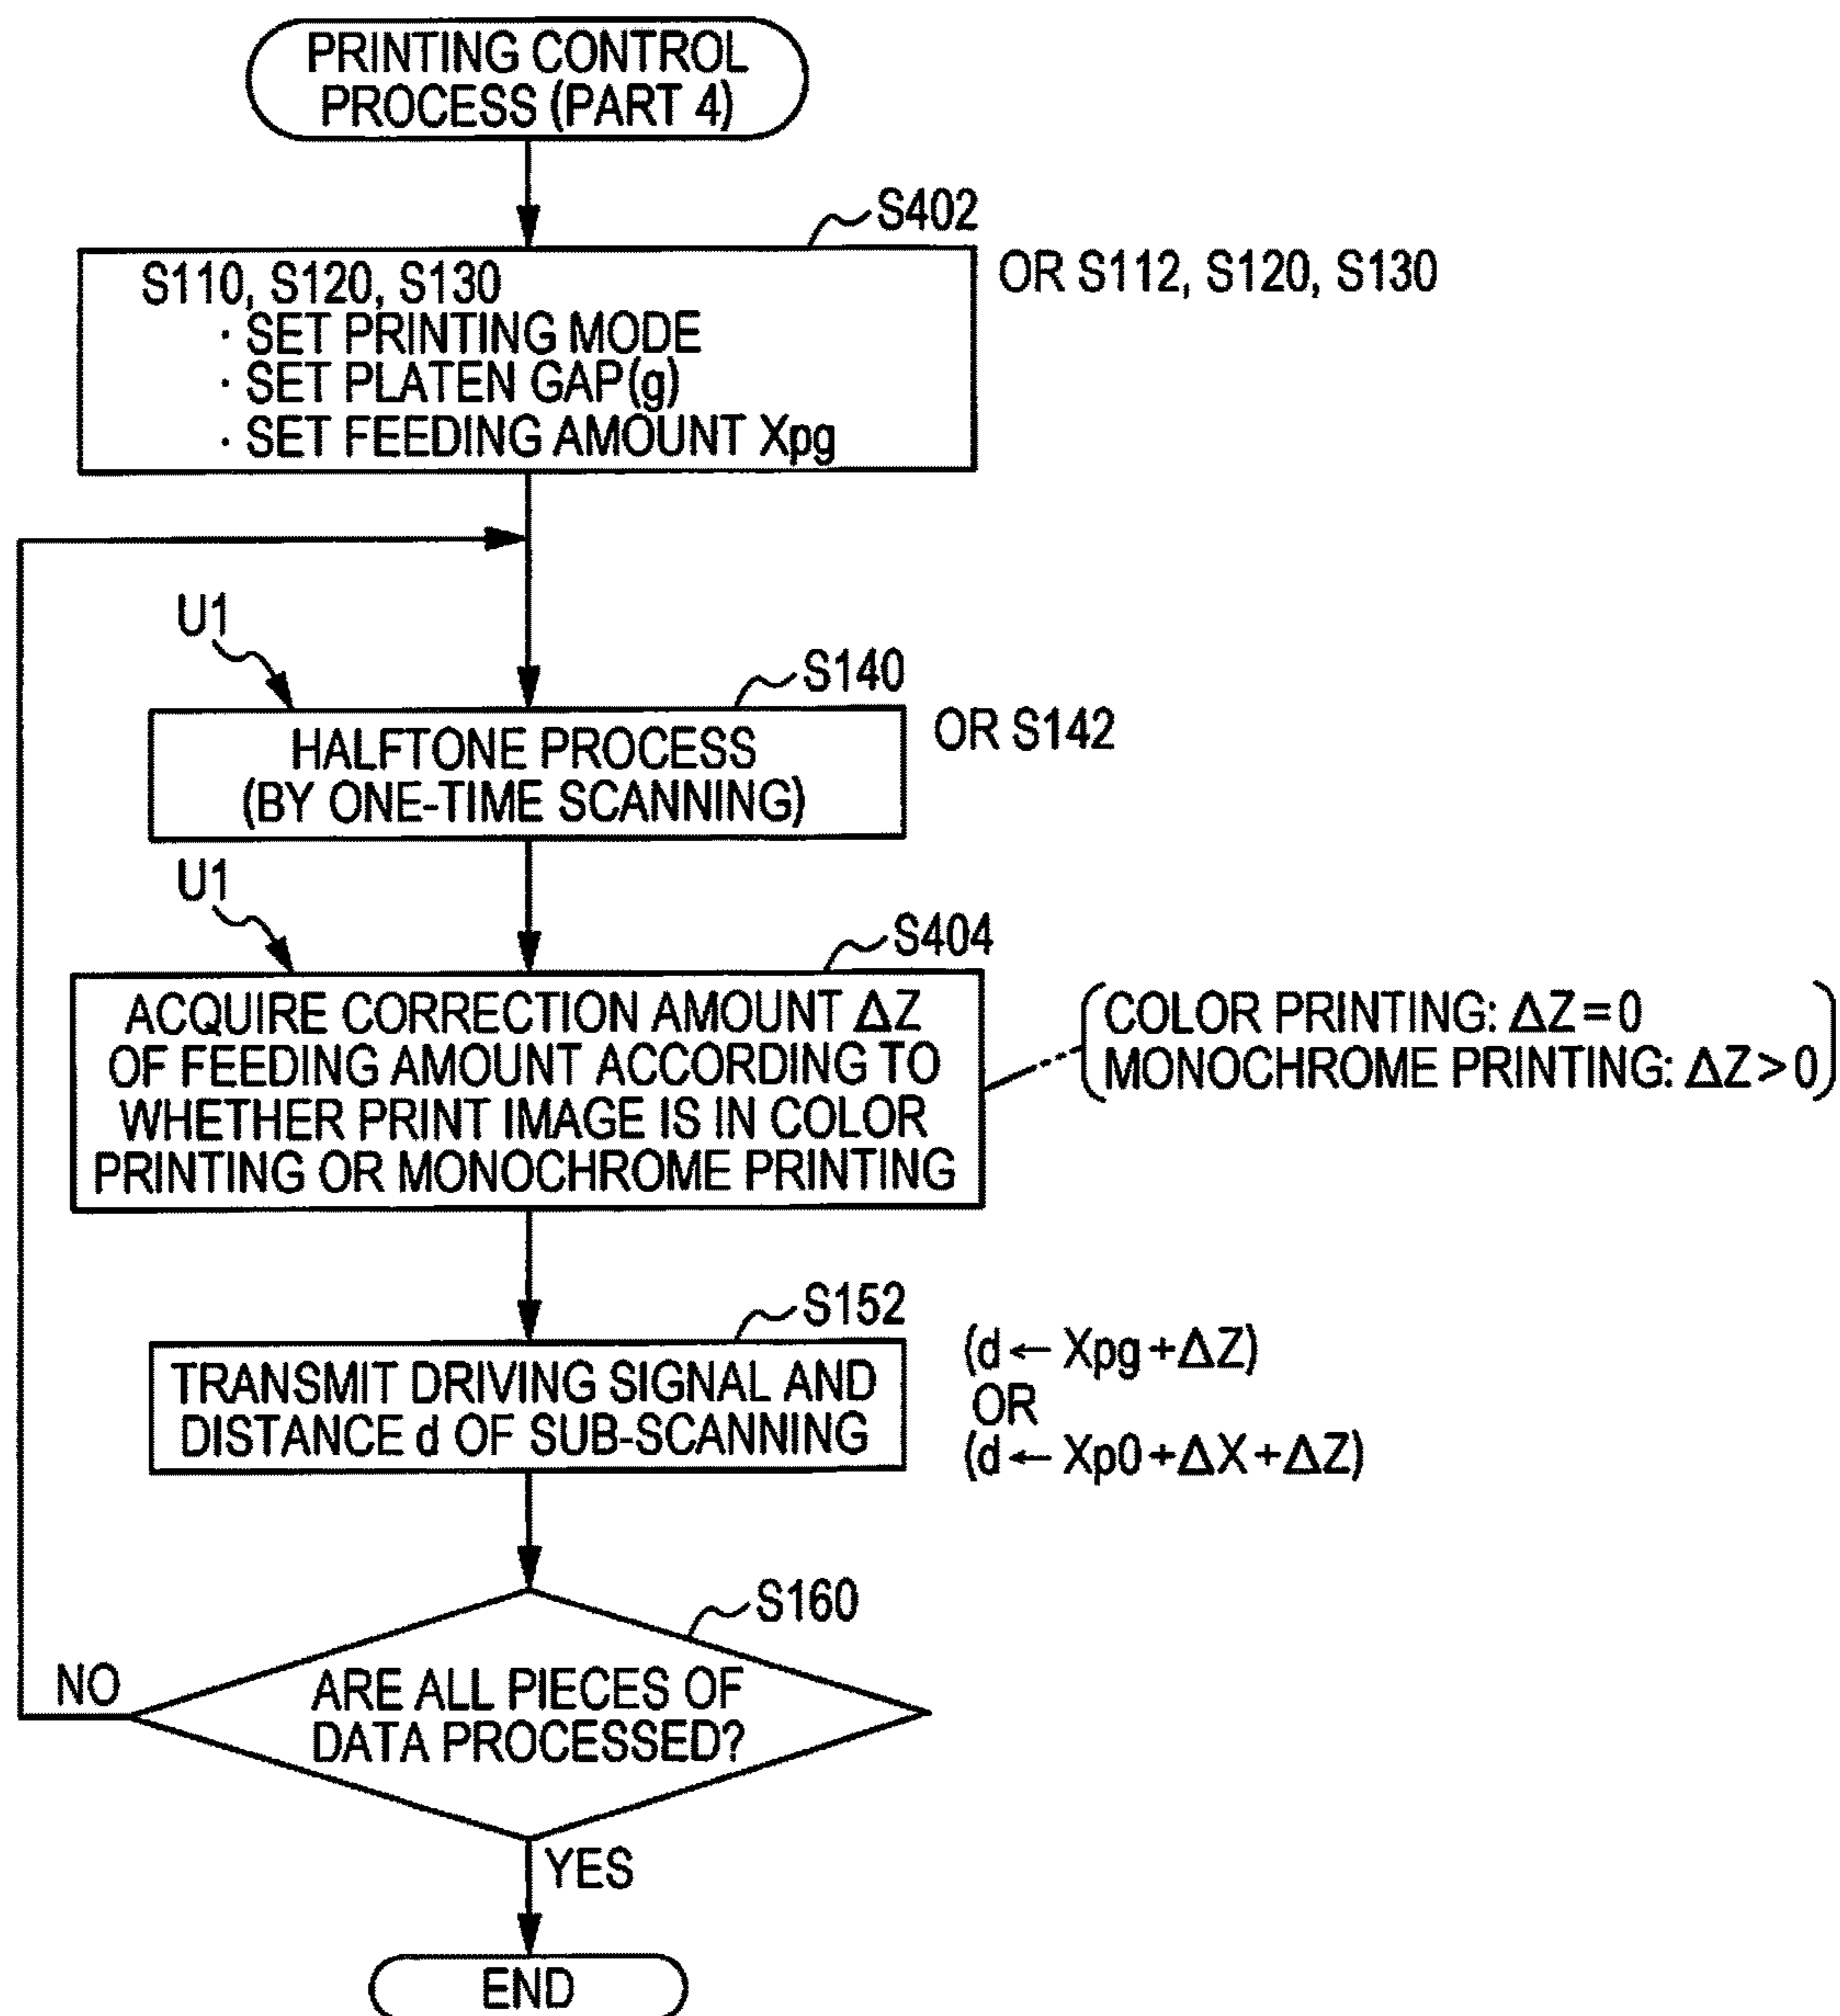 PRINTING CONTROL
PROCESS (PART 4)
S402
S110, S120, S130
· SET PRINTING MODE
· SET PLATEN GAP(g)
· SET FEEDING AMOUNT Xpg
OR S112, S120, S130
U1
S140
HALFTONE PROCESS
(BY ONE-TIME SCANNING)
OR S142
U1
S404
ACQUIRE CORRECTION AMOUNT ΔZ
OF FEEDING AMOUNT ACCORDING TO
WHETHER PRINT IMAGE IS IN COLOR
PRINTING OR MONOCHROME PRINTING
(COLOR PRINTING: ΔZ = 0
MONOCHROME PRINTING: ΔZ > 0)
S152
TRANSMIT DRIVING SIGNAL AND
DISTANCE d OF SUB-SCANNING
(d ← Xpg + ΔZ)
OR
(d ← Xp0 + ΔX + ΔZ)
S160
ARE ALL PIECES OF
DATA PROCESSED?
NO
YES
END